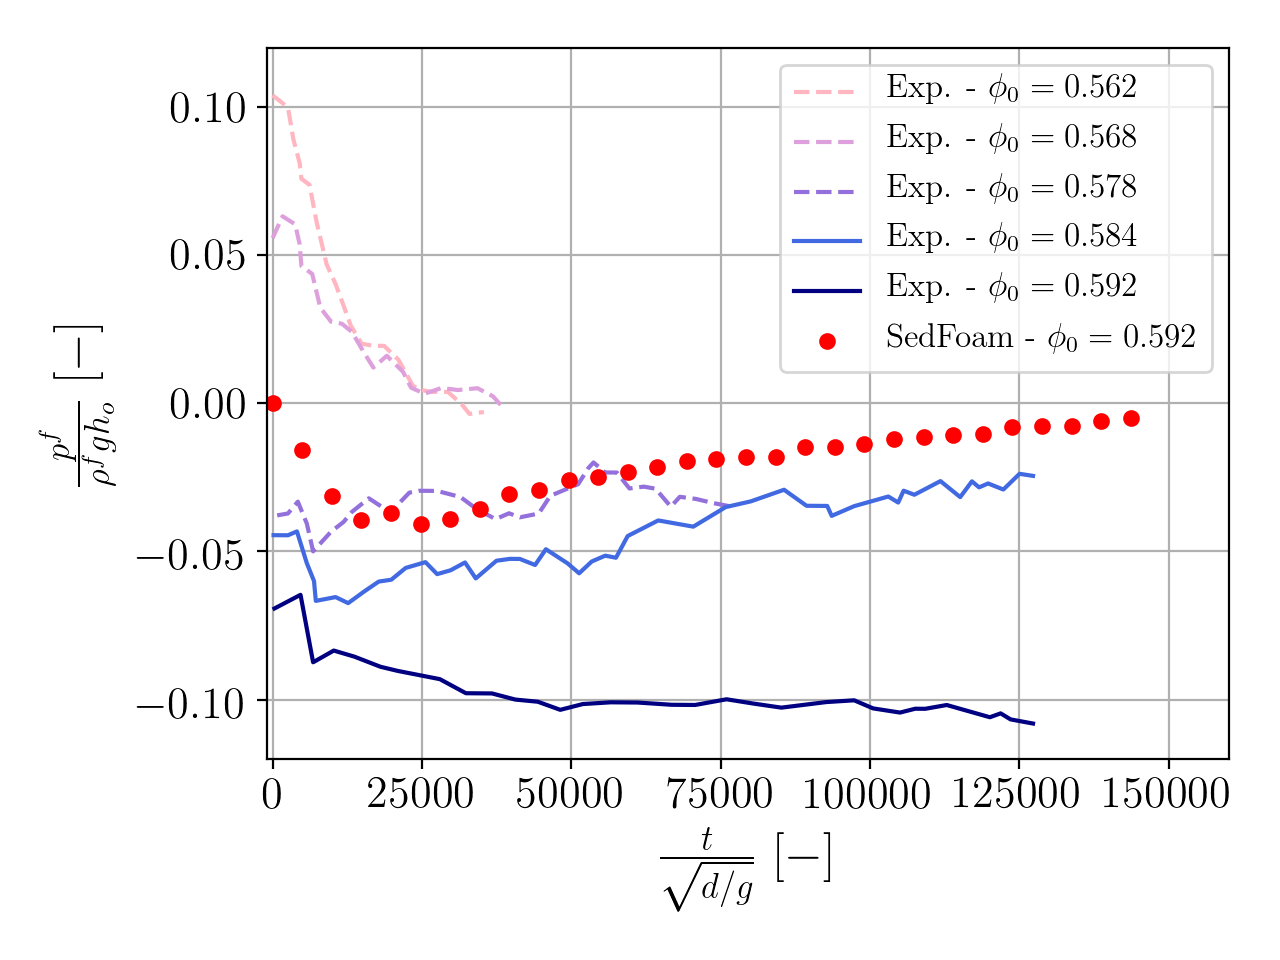 0.10
0.05
0.00
−0.05
−0.10
p^f / ρ^f g h_o [−]
Exp. - ϕ₀ = 0.562
Exp. - ϕ₀ = 0.568
Exp. - ϕ₀ = 0.578
Exp. - ϕ₀ = 0.584
Exp. - ϕ₀ = 0.592
SedFoam - ϕ₀ = 0.592
0 25000 50000 75000 100000 125000 150000
t / √(d/g) [−]